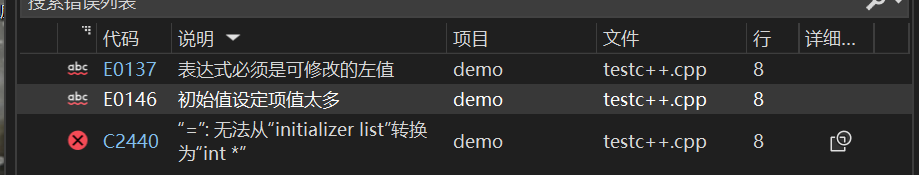 搜索错误列表
代码 说明 项目 文件 行 详细...
abc E0137 表达式必须是可修改的左值 demo testc++.cpp 8
abc E0146 初始值设定项值太多 demo testc++.cpp 8
C2440 “=”: 无法从“initializer list”转换 demo testc++.cpp 8
为“int *”